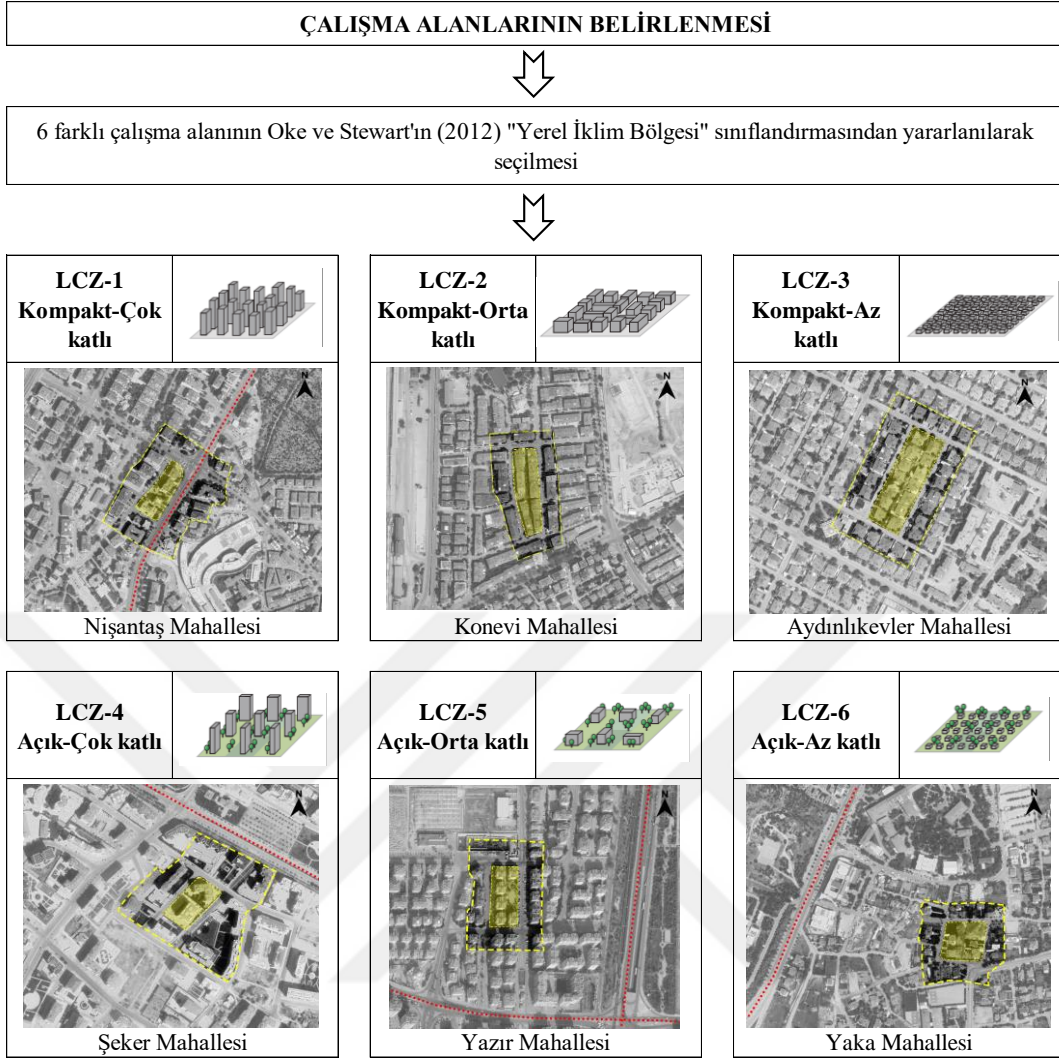 ÇALIŞMA ALANLARININ BELİRLENMESİ
6 farklı çalışma alanının Oke ve Stewart'ın (2012) "Yerel İklim Bölgesi" sınıflandırmasından yararlanılarak
seçilmesi
LCZ-1
Kompakt-Çok
katlı
LCZ-2
Kompakt-Orta
katlı
LCZ-3
Kompakt-Az
katlı
N
N
N
Nişantaş Mahallesi
Konevi Mahallesi
Aydınlıkevler Mahallesi
LCZ-4
Açık-Çok katlı
LCZ-5
Açık-Orta katlı
LCZ-6
Açık-Az katlı
N
N
N
Şeker Mahallesi
Yazır Mahallesi
Yaka Mahallesi